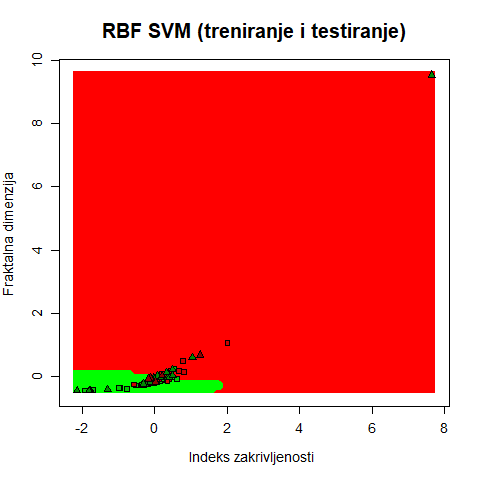 RBF SVM (treniranje i testiranje)
Fraktalna dimenzija
10
8
6
4
2
0
-2 0 2 4 6 8
Indeks zakrivljenosti